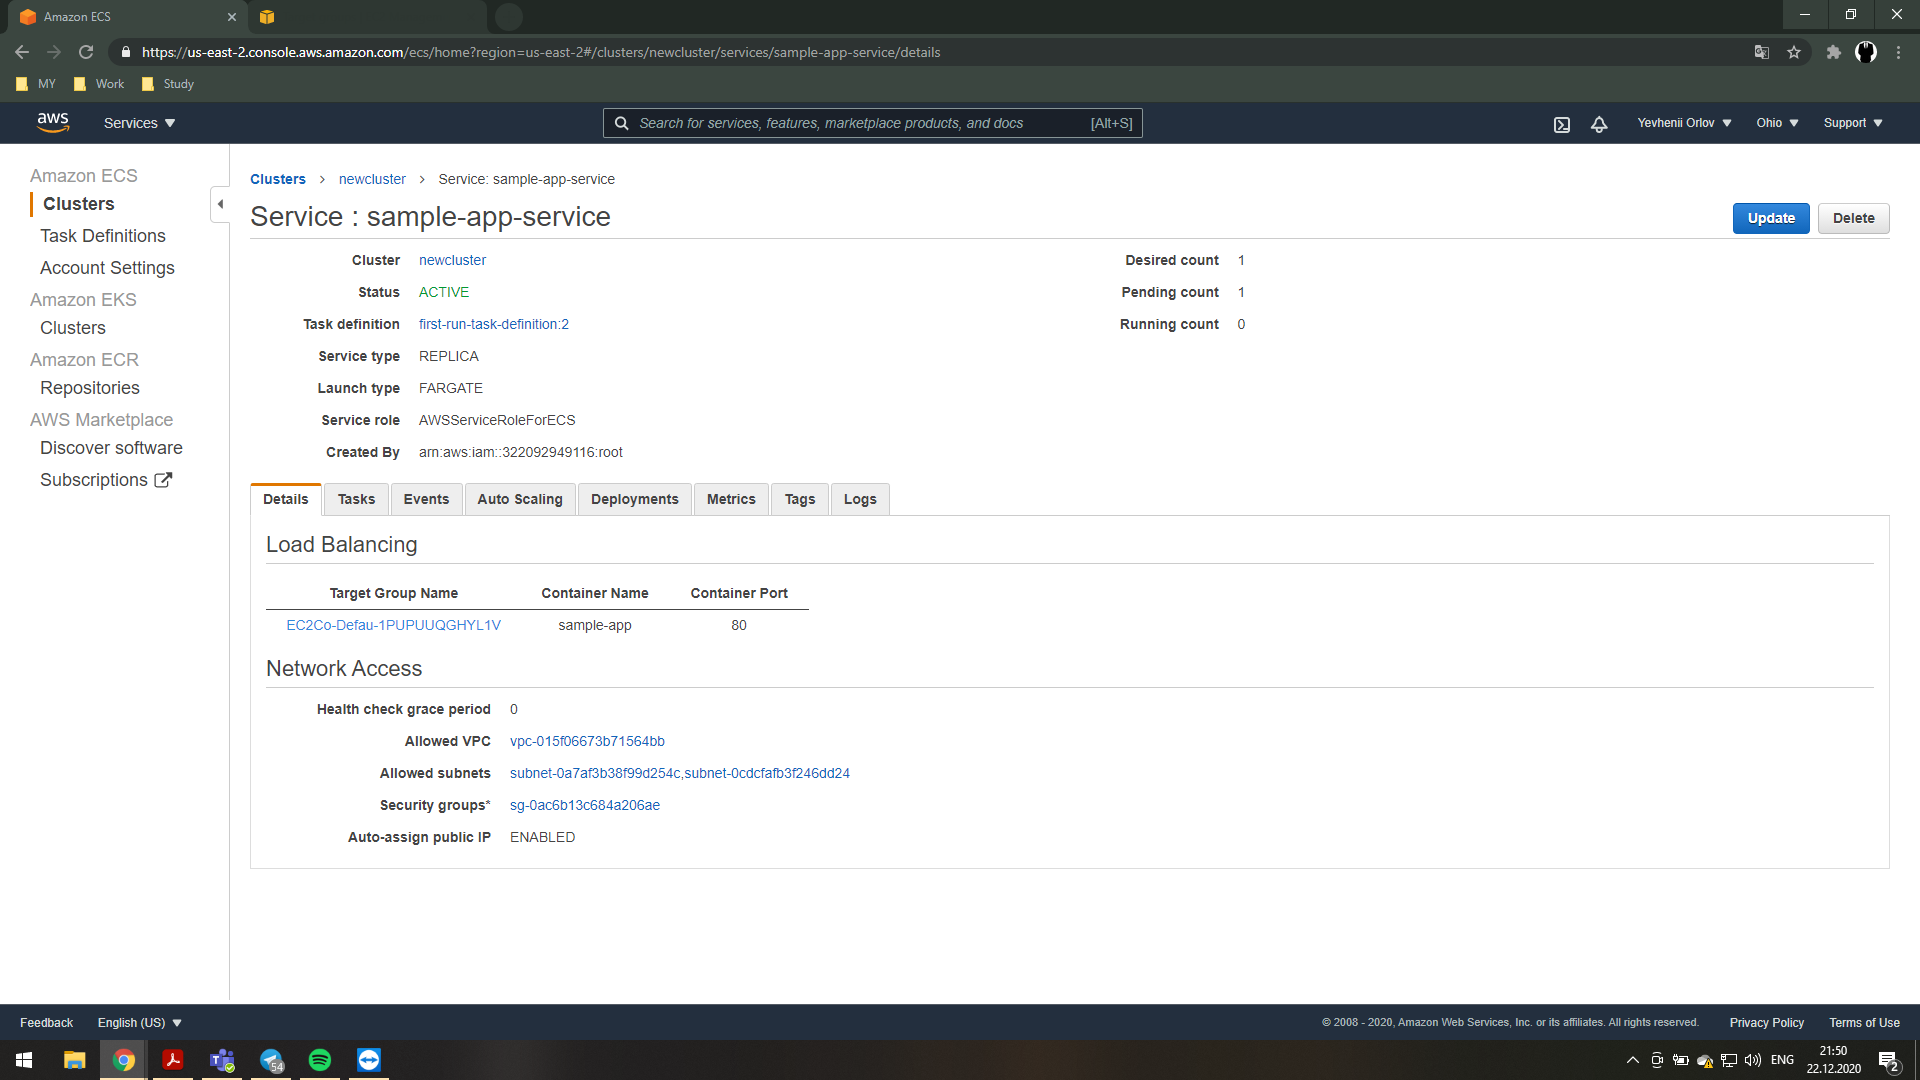 Amazon ECS
https://us-east-2.console.aws.amazon.com/ecs/home?region=us-east-2#/clusters/newcluster/services/sample-app-service/details
MY Work Study
aws Services Search for services, features, marketplace products, and docs [Alt+S] Yevhenii Orlov Ohio Support
Amazon ECS
Clusters
Task Definitions
Account Settings
Amazon EKS
Clusters
Amazon ECR
Repositories
AWS Marketplace
Discover software
Subscriptions
Clusters > newcluster > Service: sample-app-service
Service : sample-app-service
Update Delete
Cluster newcluster
Status ACTIVE
Task definition first-run-task-definition:2
Service type REPLICA
Launch type FARGATE
Service role AWSServiceRoleForECS
Created By arn:aws:iam::322092949116:root
Desired count 1
Pending count 1
Running count 0
Details Tasks Events Auto Scaling Deployments Metrics Tags Logs
Load Balancing
Target Group Name Container Name Container Port
EC2Co-Defau-1PUPUUQGHYL1V sample-app 80
Network Access
Health check grace period 0
Allowed VPC vpc-015f06673b71564bb
Allowed subnets subnet-0a7af3b38f99d254c,subnet-0cdcfafb3f246dd24
Security groups* sg-0ac6b13c684a206ae
Auto-assign public IP ENABLED
Feedback English (US) © 2008 - 2020, Amazon Web Services, Inc. or its affiliates. All rights reserved. Privacy Policy Terms of Use
54
ENG
21:50
22.12.2020
2